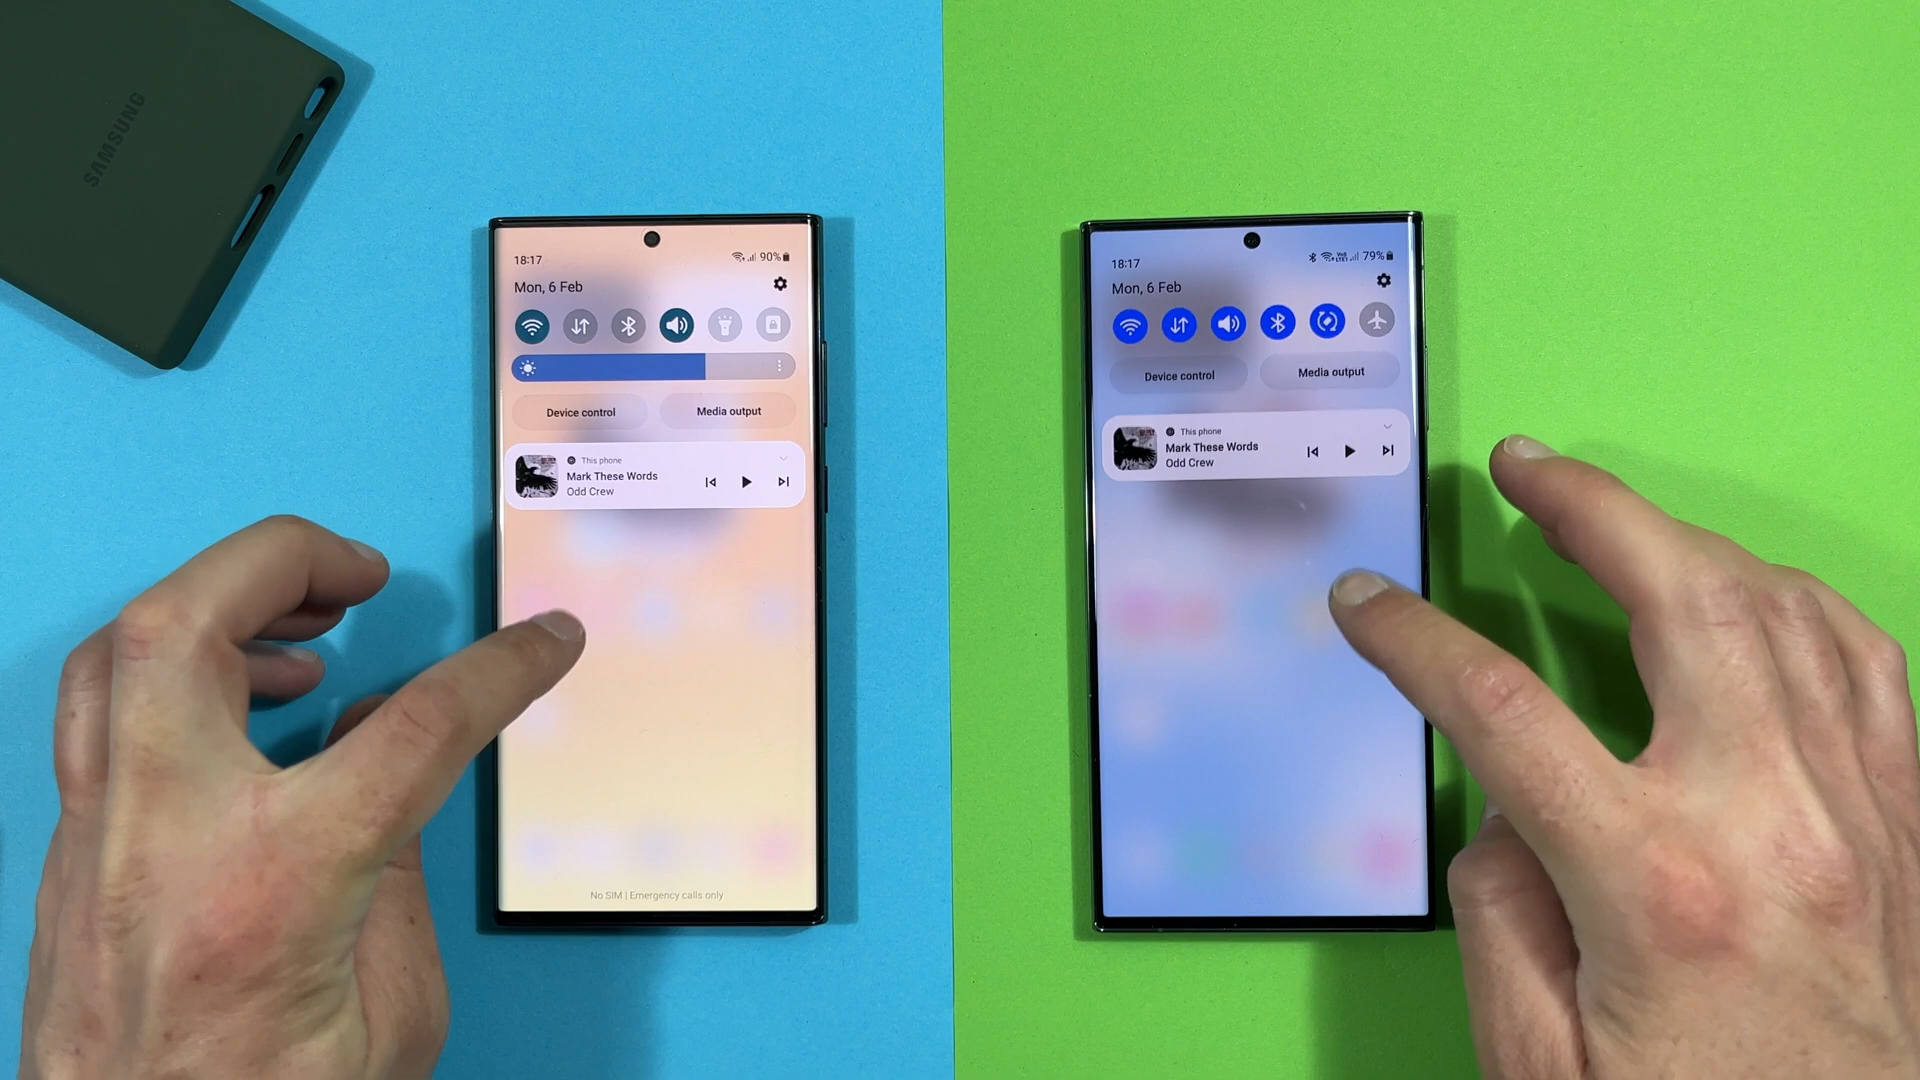 SAMSUNG
18:17
90%
Mon, 6 Feb
Device control
Media output
This phone
Mark These Words
Odd Crew
No SIM | Emergency calls only
18:17
79%
Mon, 6 Feb
Device control
Media output
This phone
Mark These Words
Odd Crew